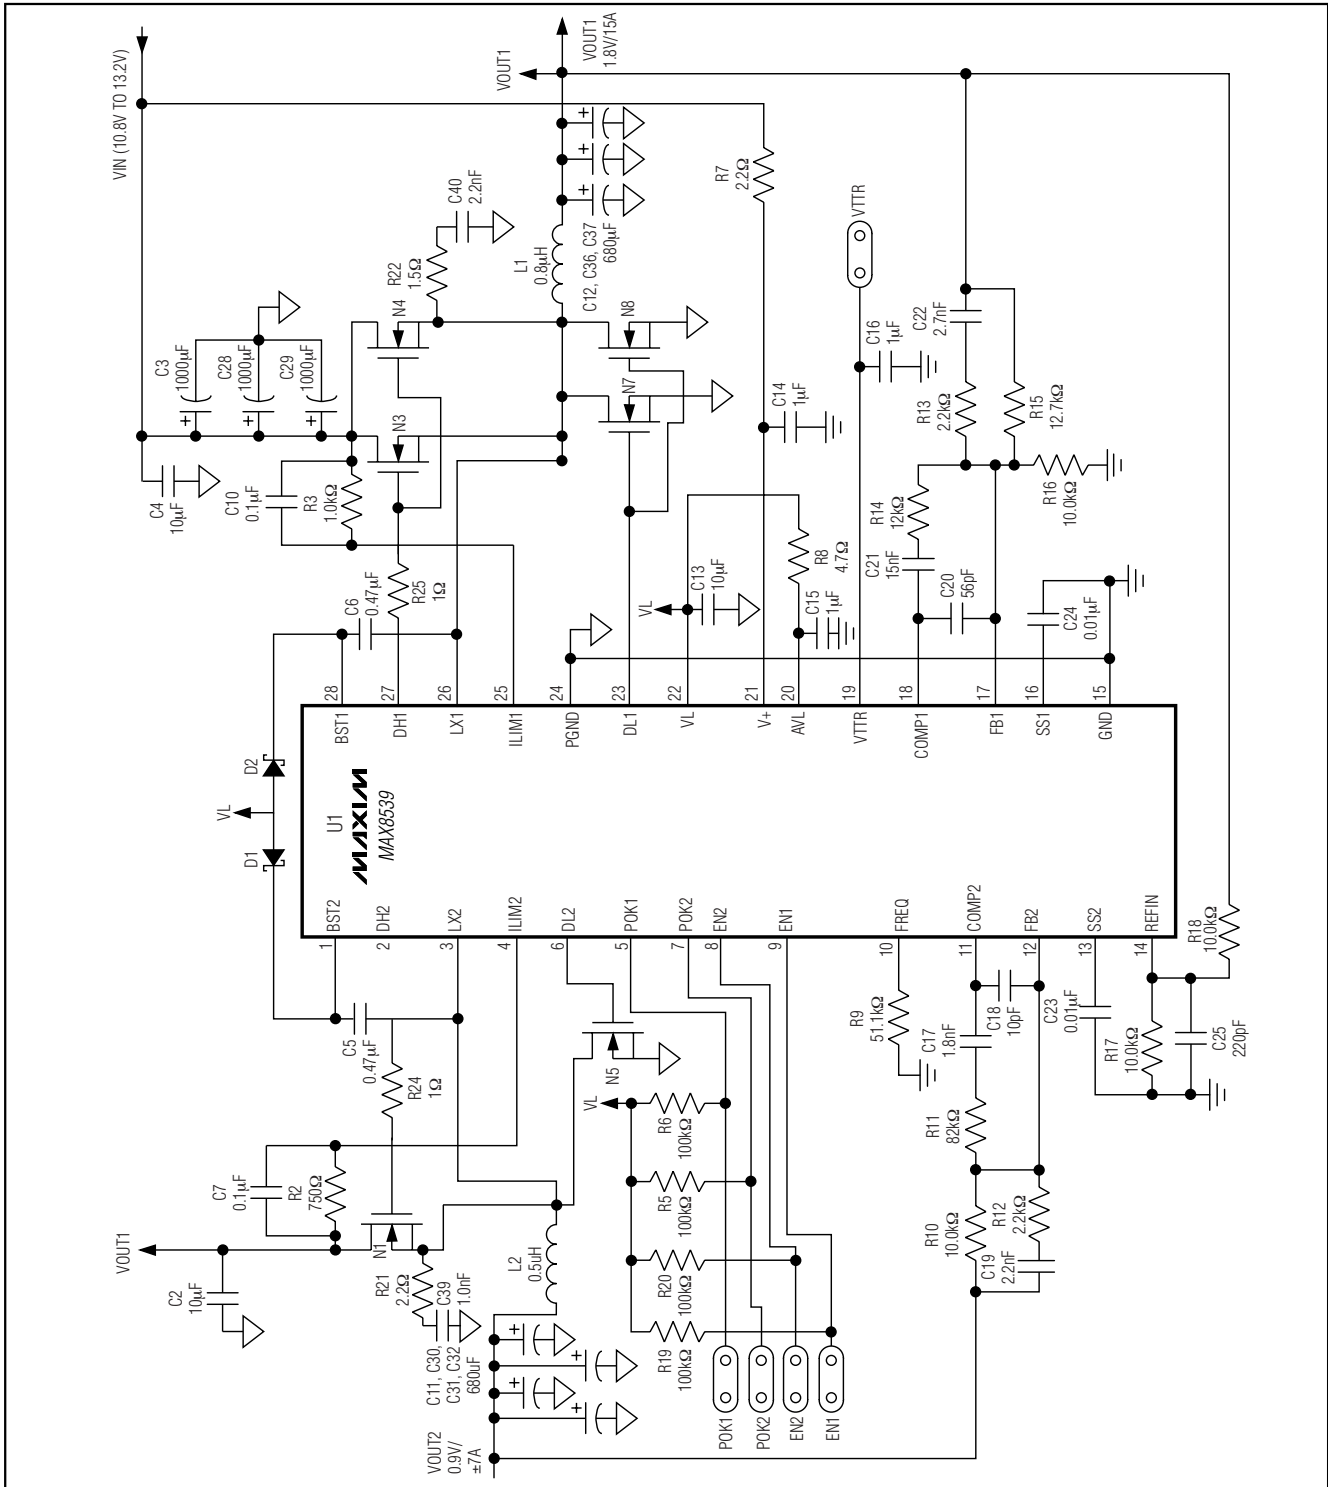 VIN (10.8V TO 13.2V)
VOUT1
VOUT1
1.8V/15A
C3
1000µF
C28
1000µF
C29
1000µF
C4
10µF
C10
0.1µF
R3
1.0kΩ
N3
N4
R22
1.5Ω
C40
2.2nF
L1
0.8µH
C12, C36, C37
680µF
N7
N8
R7
2.2Ω
C14
1µF
VTTR
C16
1µF
C22
2.7nF
R13
2.2kΩ
R15
12.7kΩ
R16
10.0kΩ
R14
12kΩ
C21
15nF
C20
56pF
C24
0.01µF
R8
4.7Ω
C15
1µF
VL
C13
10µF
C6
0.47µF
R25
1Ω
28
27
26
25
24
23
22
21
20
19
18
17
16
15
BST1
DH1
LX1
ILIM1
PGND
DL1
VL
V+
AVL
VTTR
COMP1
FB1
SS1
GND
D2
VL
D1
U1
MAXIM
MAX8539
BST2
DH2
LX2
ILIM2
DL2
POK1
POK2
EN2
EN1
FREQ
COMP2
FB2
SS2
REFIN
1
2
3
4
6
5
7
8
9
10
11
12
13
14
R18
10.0kΩ
C5
0.47µF
R24
1Ω
C7
0.1µF
R2
750Ω
VOUT1
C2
10µF
N1
R21
2.2Ω
C39
1.0nF
L2
0.5uH
C11, C30,
C31, C32
680uF
VOUT2
0.9V/
±7A
N5
VL
R6
100kΩ
R5
100kΩ
R20
100kΩ
R19
100kΩ
POK1
POK2
EN2
EN1
R9
51.1kΩ
C17
1.8nF
C18
10pF
C23
0.01µF
R17
10.0kΩ
C25
220pF
R11
82kΩ
R10
10.0kΩ
R12
2.2kΩ
C19
2.2nF